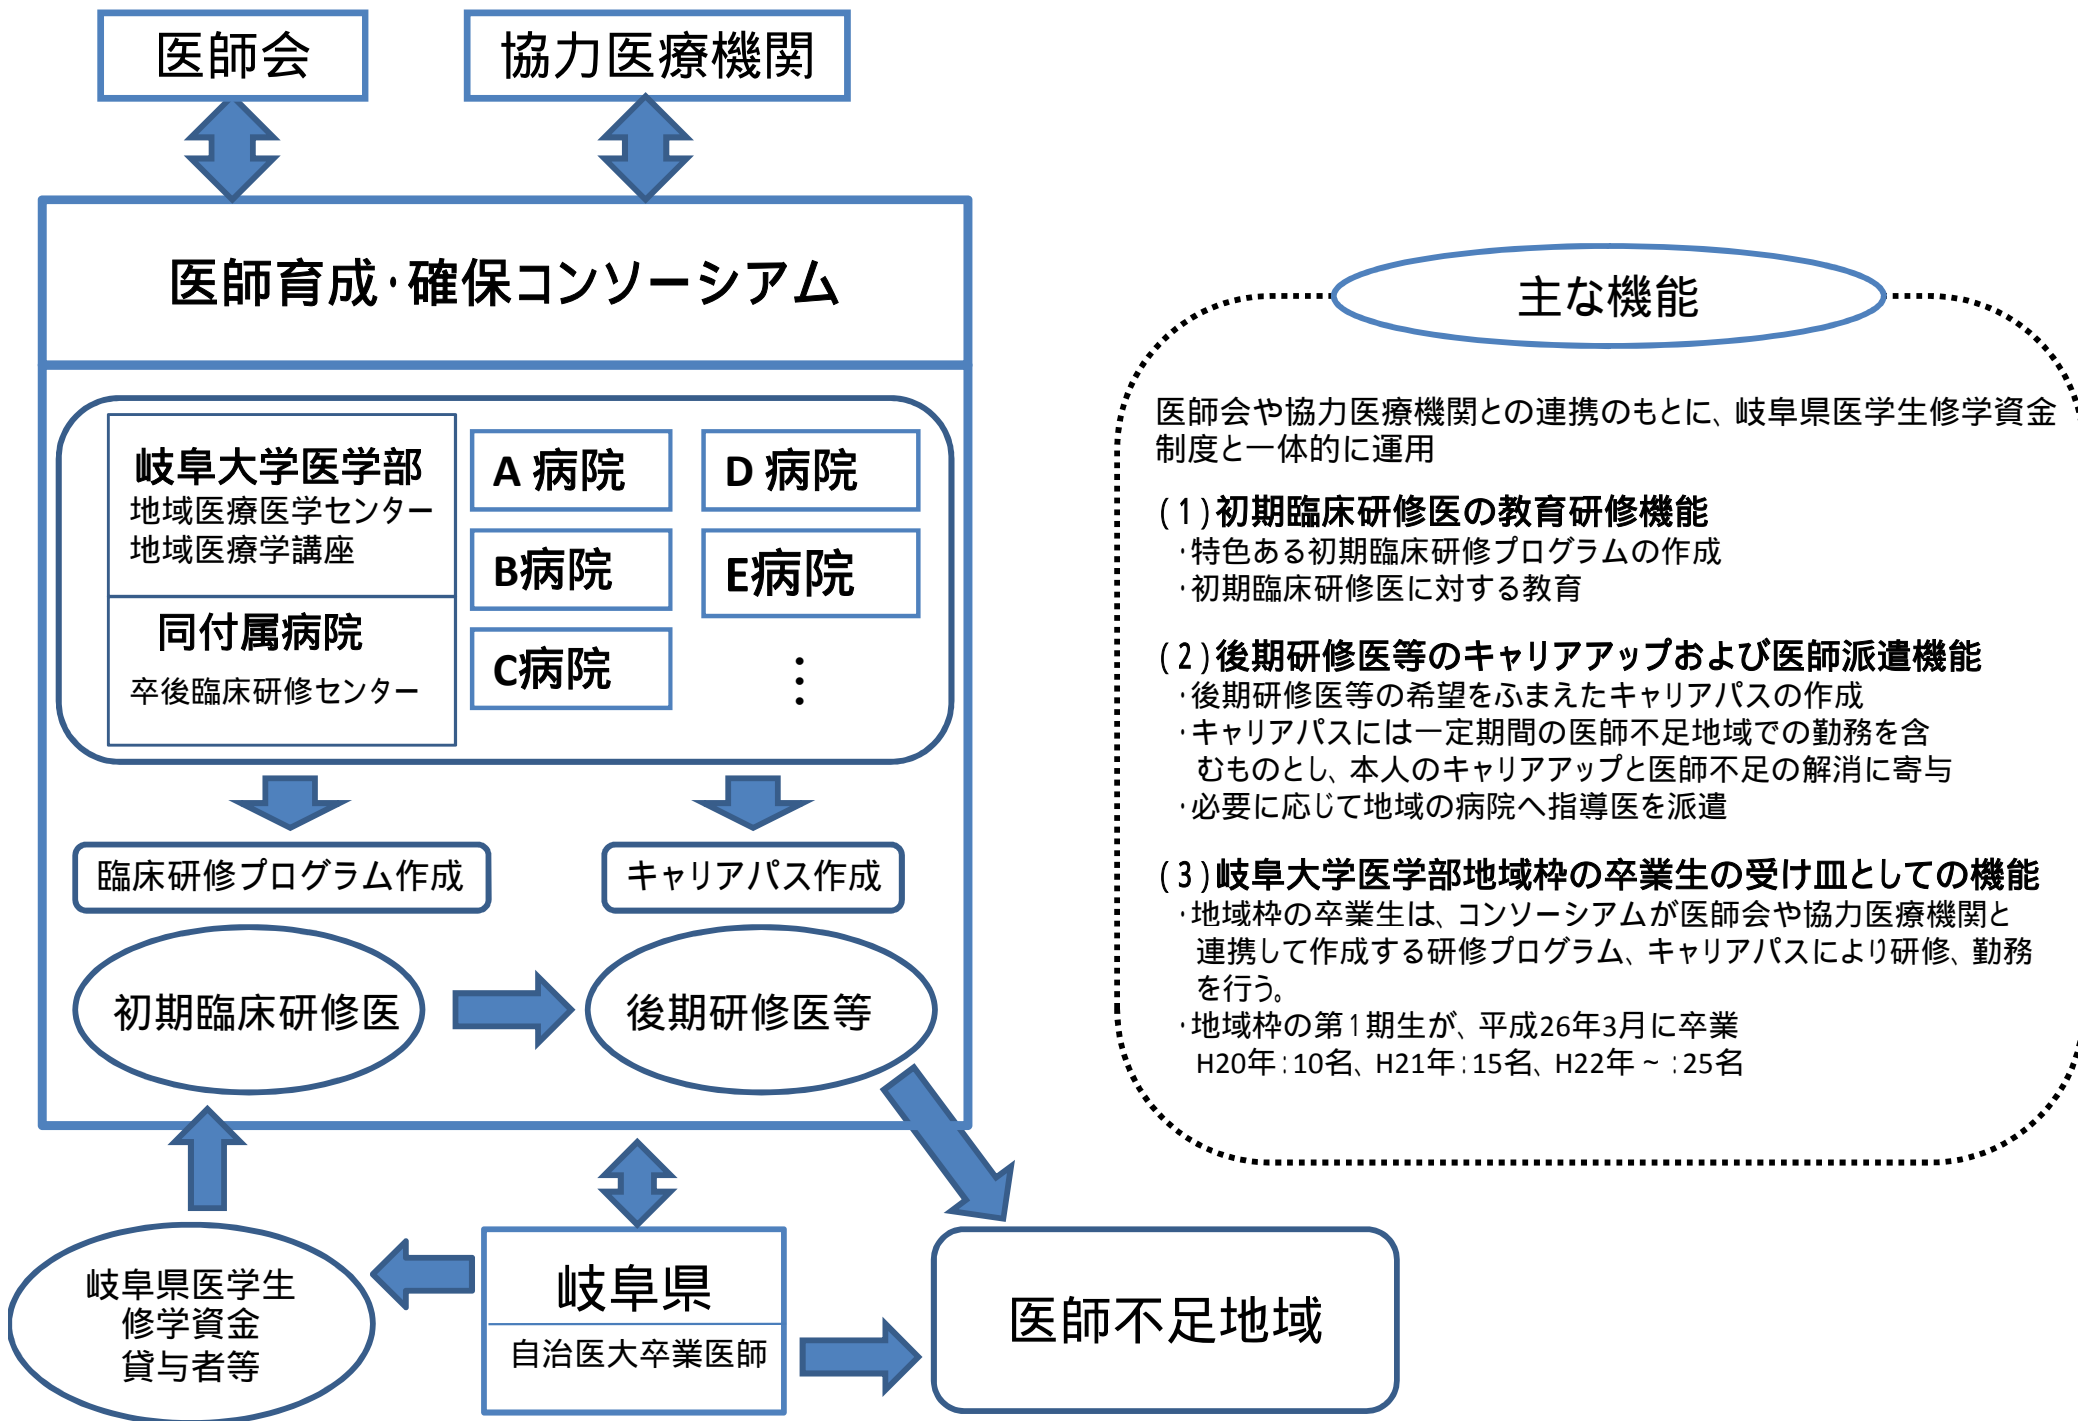 医師会
協力医療機関
医師育成・確保コンソーシアム
岐阜大学医学部
地域医療医学センター
地域医療学講座
同付属病院
卒後臨床研修センター
A 病院
B病院
C病院
D 病院
E病院
⋮
臨床研修プログラム作成
キャリアパス作成
初期臨床研修医
後期研修医等
岐阜県医学生
修学資金
貸与者等
岐阜県
自治医大卒業医師
医師不足地域
主な機能
医師会や協力医療機関との連携のもとに、岐阜県医学生修学資金
制度と一体的に運用
(1)初期臨床研修医の教育研修機能
・特色ある初期臨床研修プログラムの作成
・初期臨床研修医に対する教育
(2)後期研修医等のキャリアアップおよび医師派遣機能
・後期研修医等の希望をふまえたキャリアパスの作成
・キャリアパスには一定期間の医師不足地域での勤務を含
むものとし、本人のキャリアアップと医師不足の解消に寄与
・必要に応じて地域の病院へ指導医を派遣
(3)岐阜大学医学部地域枠の卒業生の受け皿としての機能
・地域枠の卒業生は、コンソーシアムが医師会や協力医療機関と
連携して作成する研修プログラム、キャリアパスにより研修、勤務
を行う。
・地域枠の第1期生が、平成26年3月に卒業
H20年:10名、H21年:15名、H22年~:25名